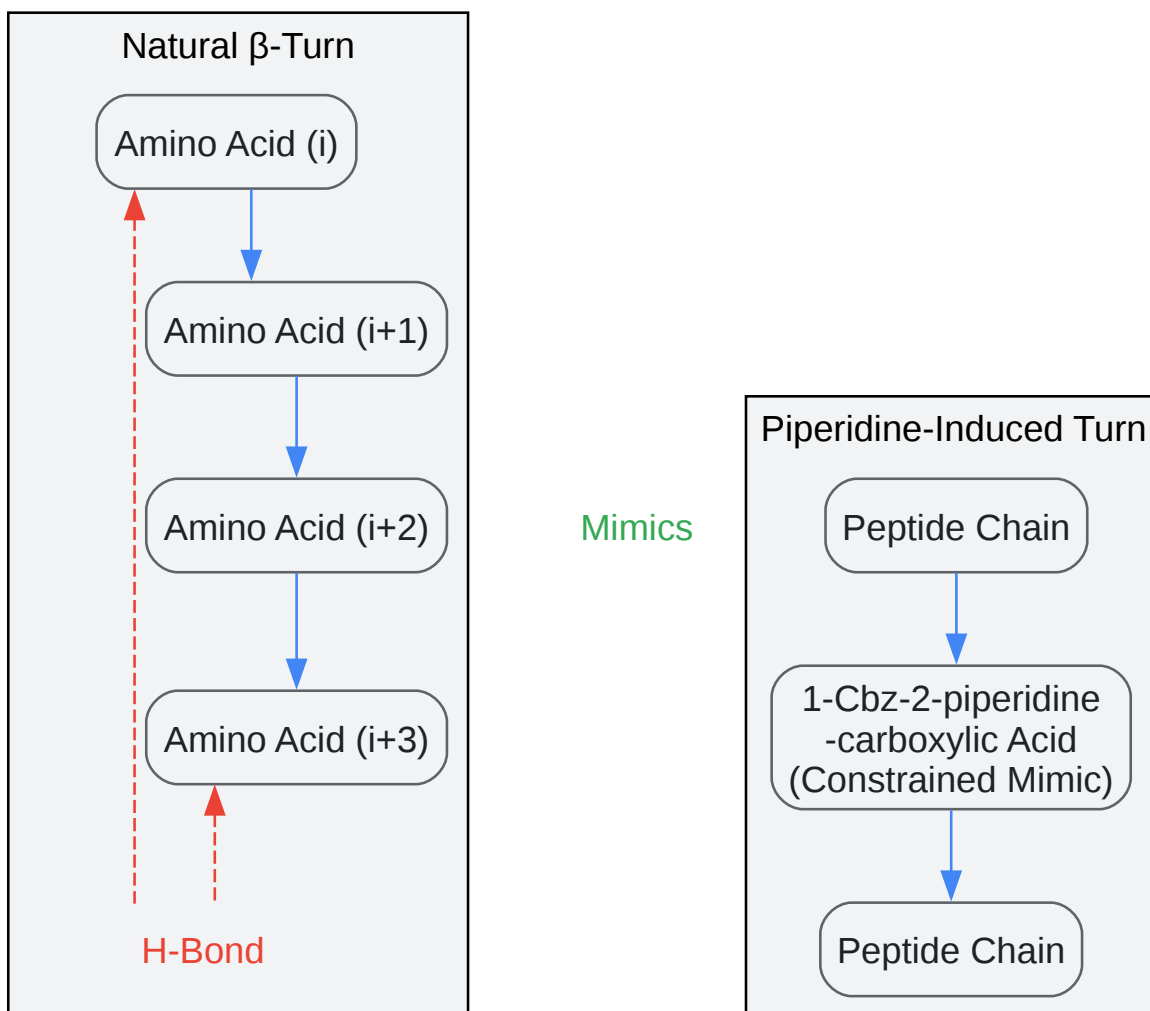 Natural β-Turn
Amino Acid (i)
Amino Acid (i+1)
Amino Acid (i+2)
Amino Acid (i+3)
H-Bond
Mimics
Piperidine-Induced Turn
Peptide Chain
1-Cbz-2-piperidine
-carboxylic Acid
(Constrained Mimic)
Peptide Chain